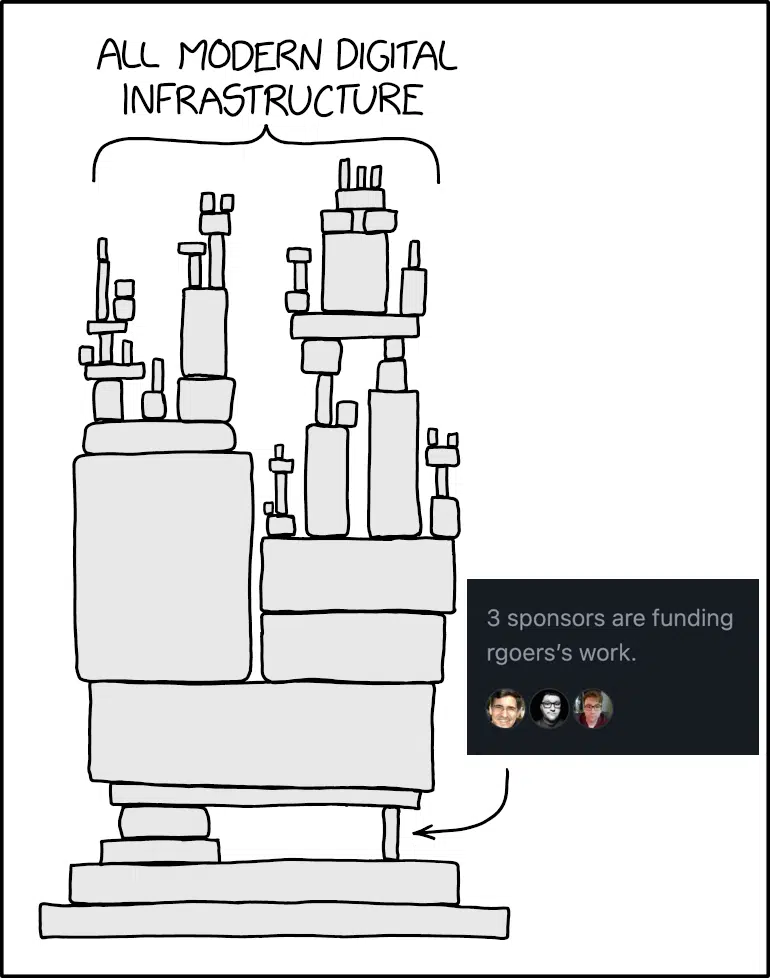 ALL MODERN DIGITAL
INFRASTRUCTURE
3 sponsors are funding
rgoers's work.